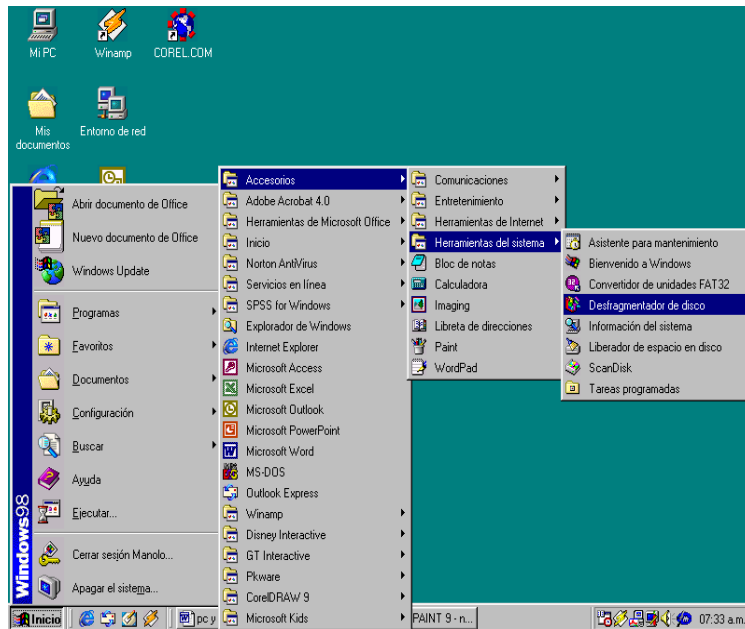 Mi PC
Winamp
COREL.COM
Mis documentos
Entorno de red
Windows98
Abrir documento de Office
Nuevo documento de Office
Windows Update
Programas
Favoritos
Documentos
Configuración
Buscar
Ayuda
Ejecutar...
Cerrar sesión Manolo...
Apagar el sistema...
Accesorios
Adobe Acrobat 4.0
Herramientas de Microsoft Office
Inicio
Norton AntiVirus
Servicios en línea
SPSS for Windows
Explorador de Windows
Internet Explorer
Microsoft Access
Microsoft Excel
Microsoft Outlook
Microsoft PowerPoint
Microsoft Word
MS-DOS
Outlook Express
Winamp
Disney Interactive
GT Interactive
Pkware
CorelDRAW 9
Microsoft Kids
Comunicaciones
Entretenimiento
Herramientas de Internet
Herramientas del sistema
Bloc de notas
Calculadora
Imaging
Libreta de direcciones
Paint
WordPad
Asistente para mantenimiento
Bienvenido a Windows
Convertidor de unidades FAT32
Desfragmentador de disco
Información del sistema
Liberador de espacio en disco
ScanDisk
Tareas programadas
Inicio
pc y
PAINT 9 - n...
07:33 a.m.